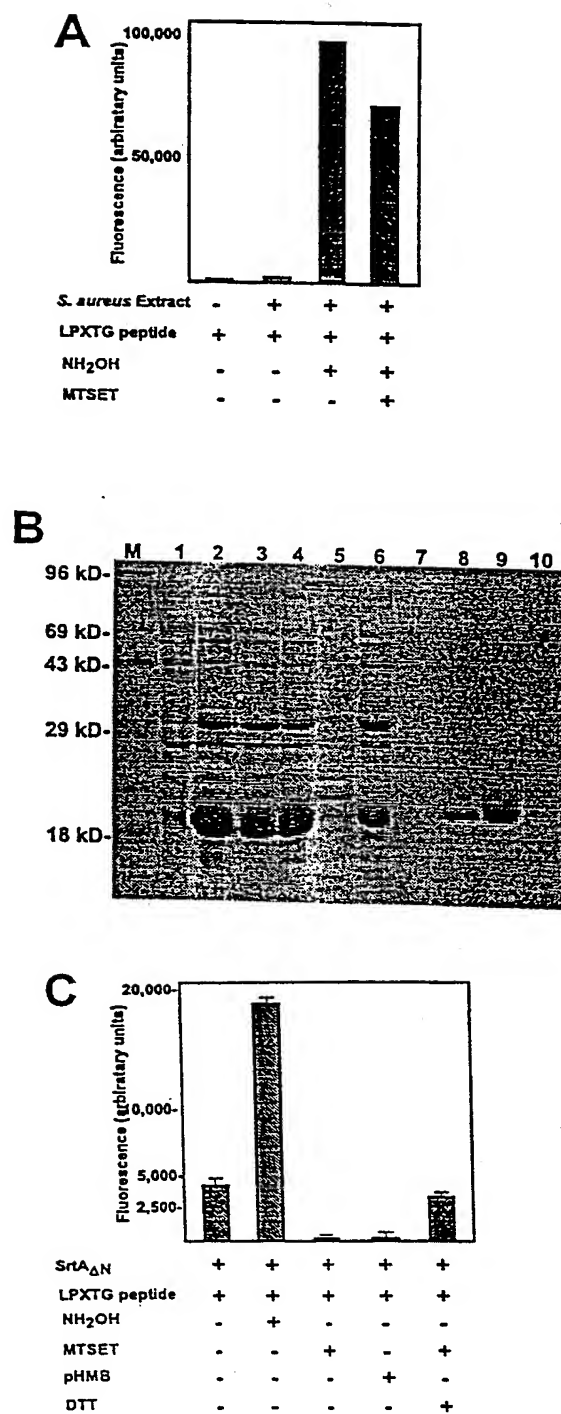 A
100,000
50,000
Fluorescence (arbiratary units)
S. aureus Extract - + + +
LPXTG peptide + + + +
NH2OH - - + +
MTSET - - - +
B
M 1 2 3 4 5 6 7 8 9 10
96 kD-
69 kD-
43 kD-
29 kD-
18 kD-
C
20,000-
10,000-
5,000-
2,500-
Fluorescence (arbiratary units)
SrtAΔN + + + + +
LPXTG peptide + + + + +
NH2OH - + - - -
MTSET - - + - +
pHMB - - - + -
DTT - - - - +